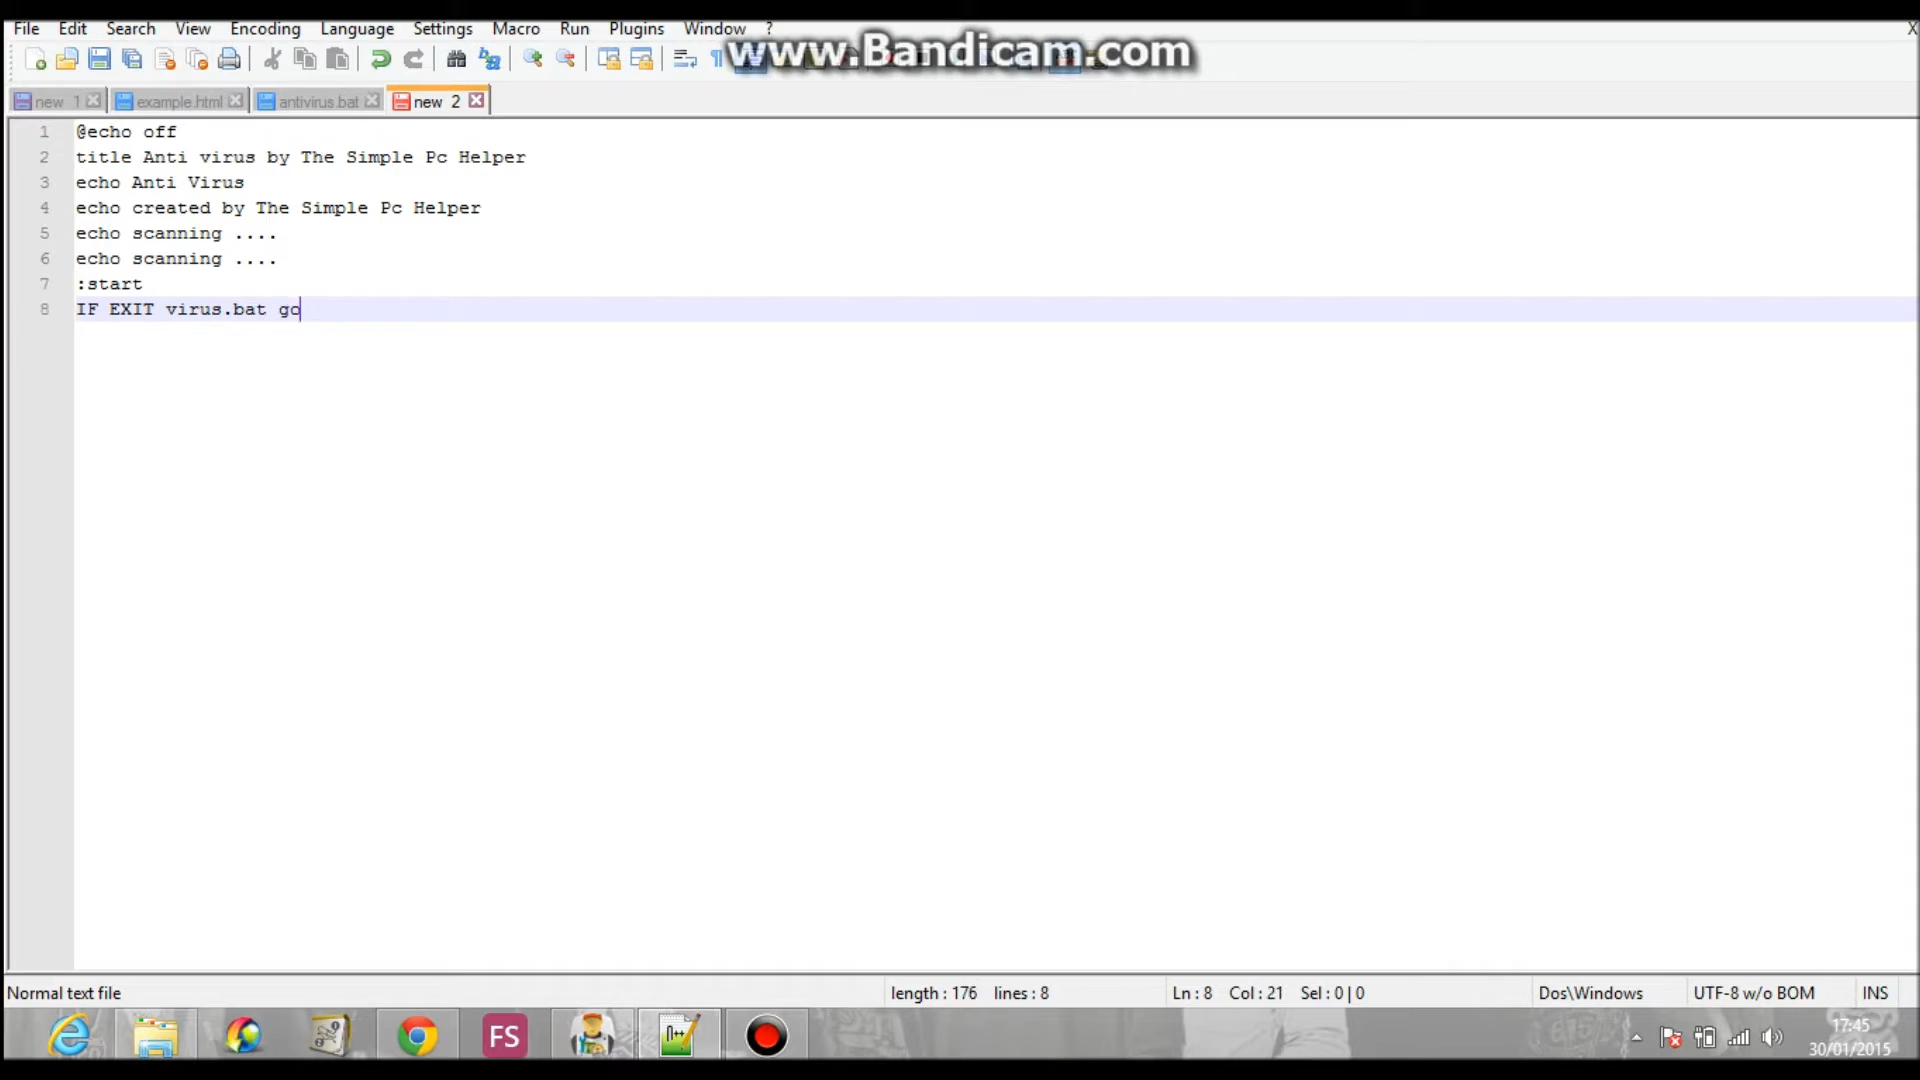 File Edit Search View Encoding Language Settings Macro Run Plugins Window ? X
www.Bandicam.com
new 1 example.html antivirus.bat new 2
1 @echo off
2 title Anti virus by The Simple Pc Helper
3 echo Anti Virus
4 echo created by The Simple Pc Helper
5 echo scanning ....
6 echo scanning ....
7 :start
8 IF EXIT virus.bat go
Normal text file length : 176 lines : 8 Ln : 8 Col : 21 Sel : 0 | 0 Dos\Windows UTF-8 w/o BOM INS
FS n++ 17:45
30/01/2015